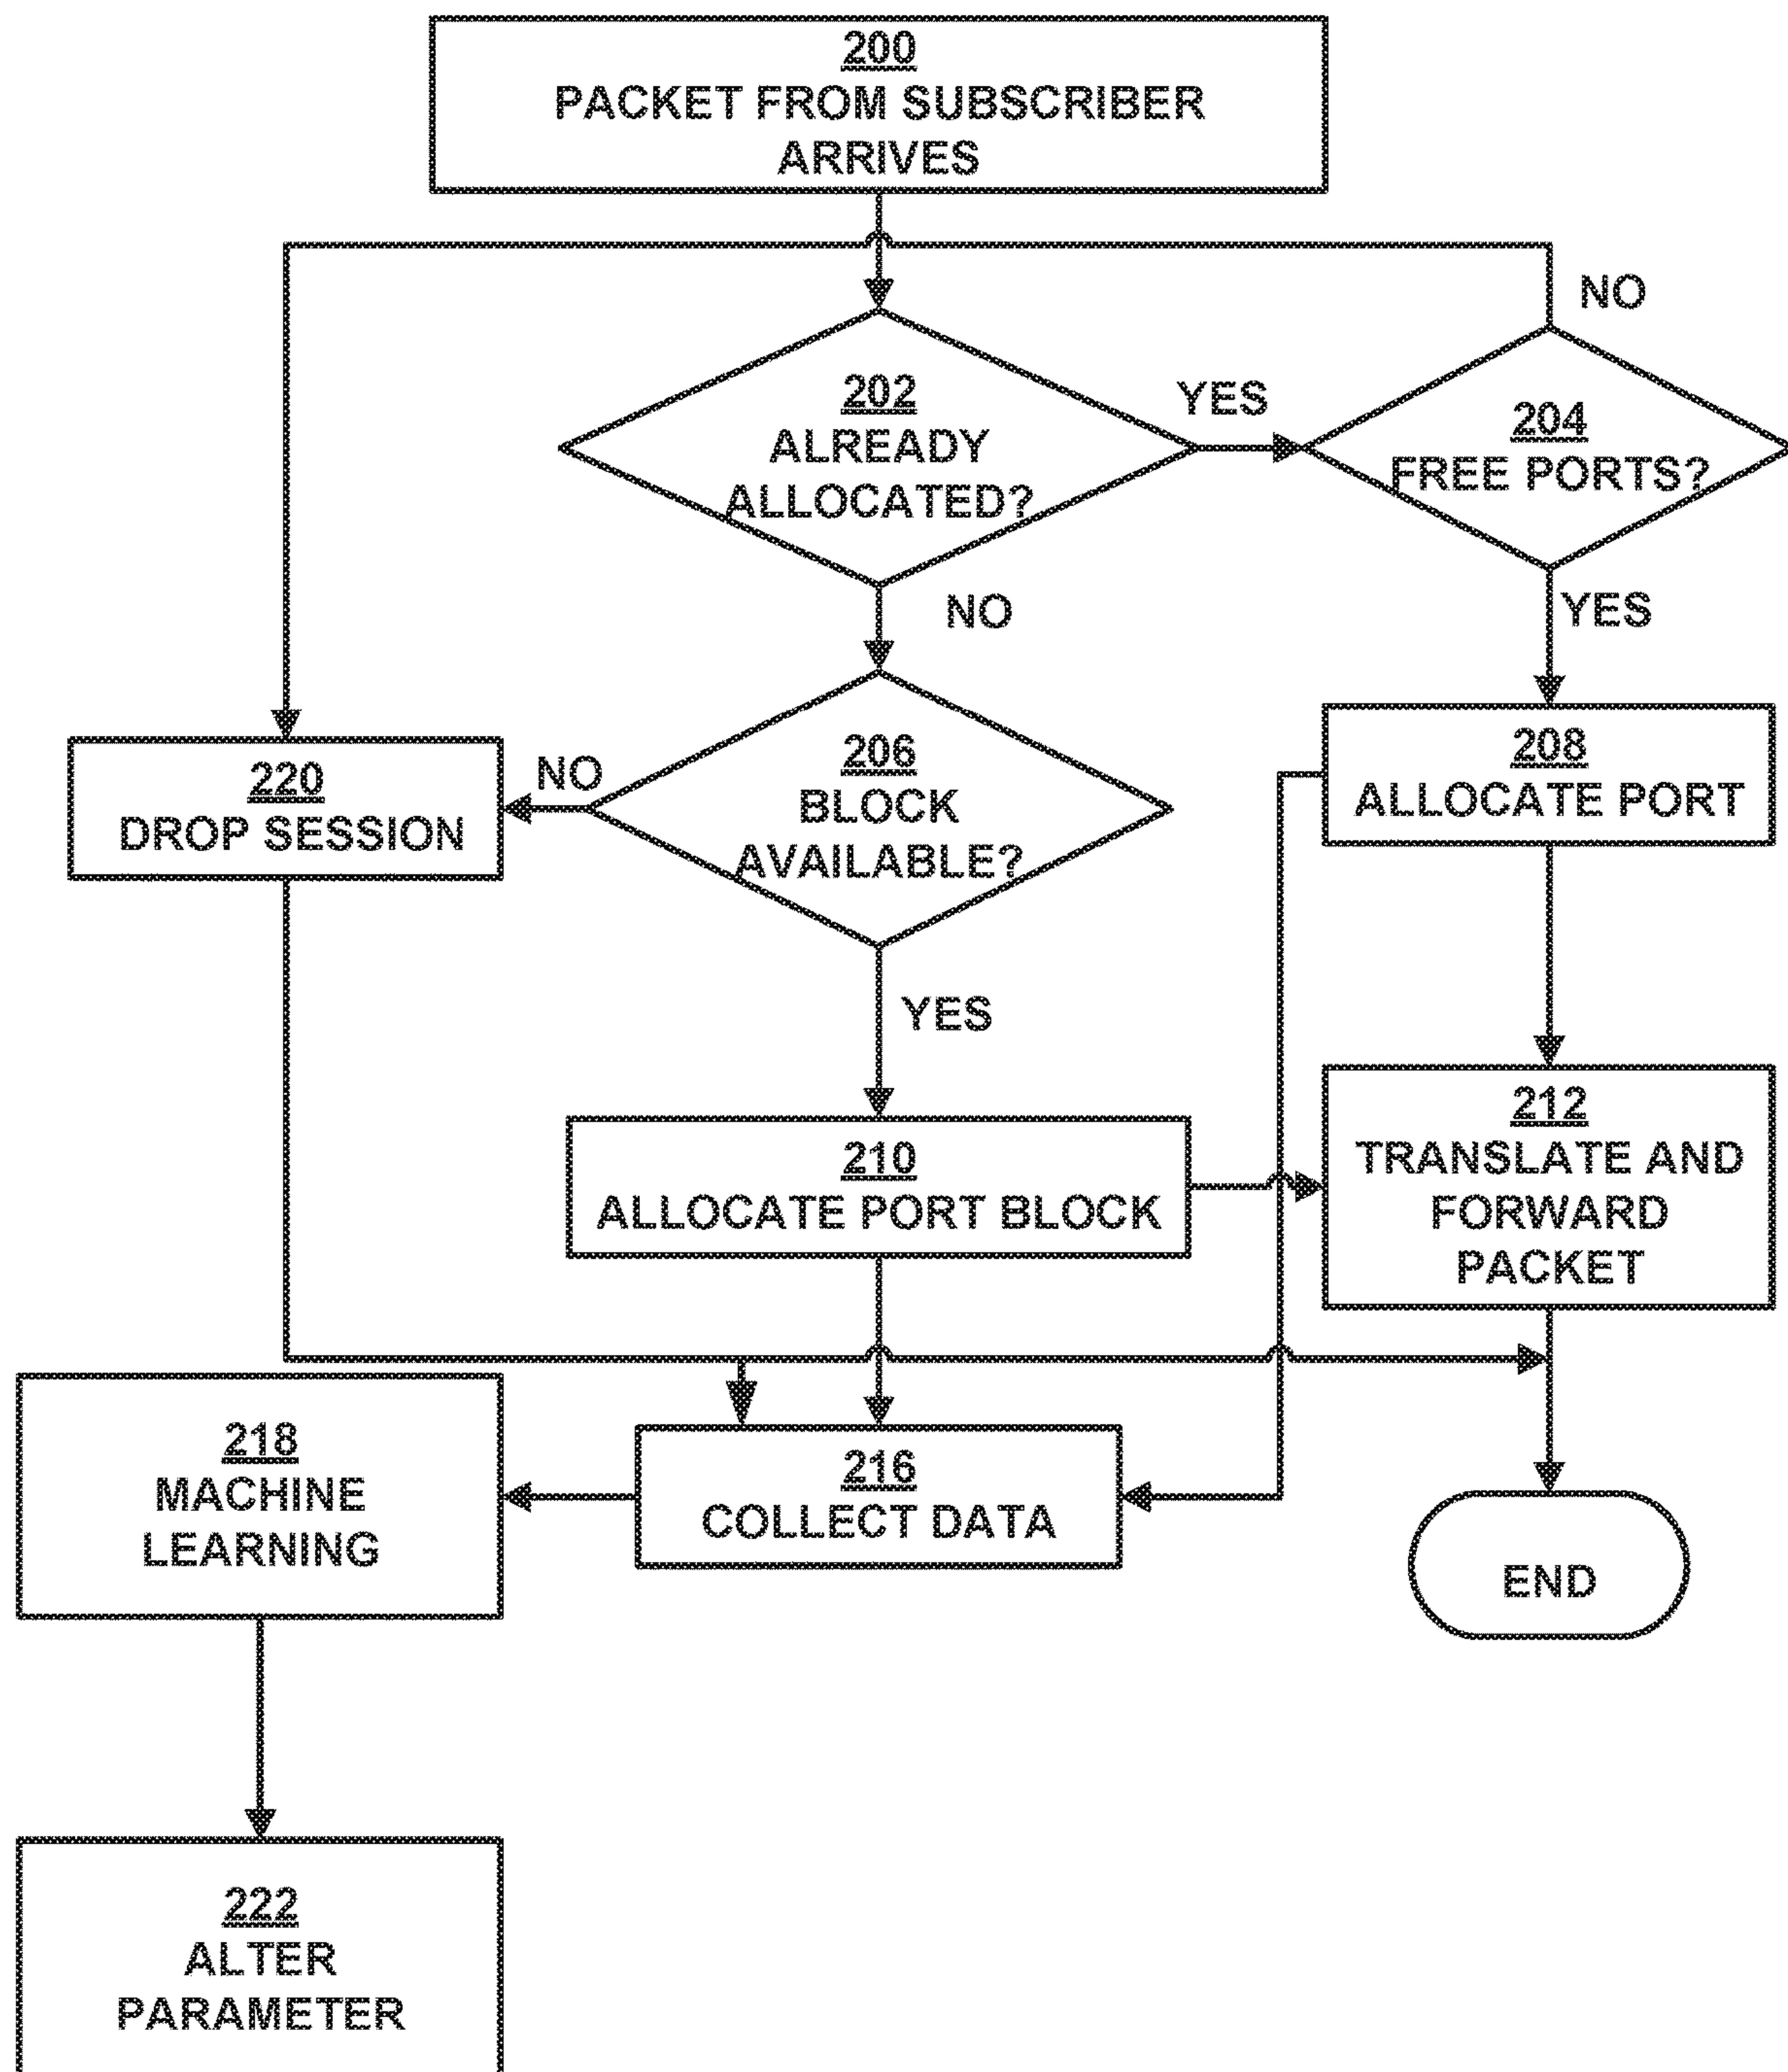 200
PACKET FROM SUBSCRIBER
ARRIVES
NO
202
ALREADY
ALLOCATED?
YES
204
FREE PORTS?
NO
YES
220
DROP SESSION
NO
206
BLOCK
AVAILABLE?
208
ALLOCATE PORT
YES
210
ALLOCATE PORT BLOCK
212
TRANSLATE AND
FORWARD
PACKET
218
MACHINE
LEARNING
216
COLLECT DATA
END
222
ALTER
PARAMETER